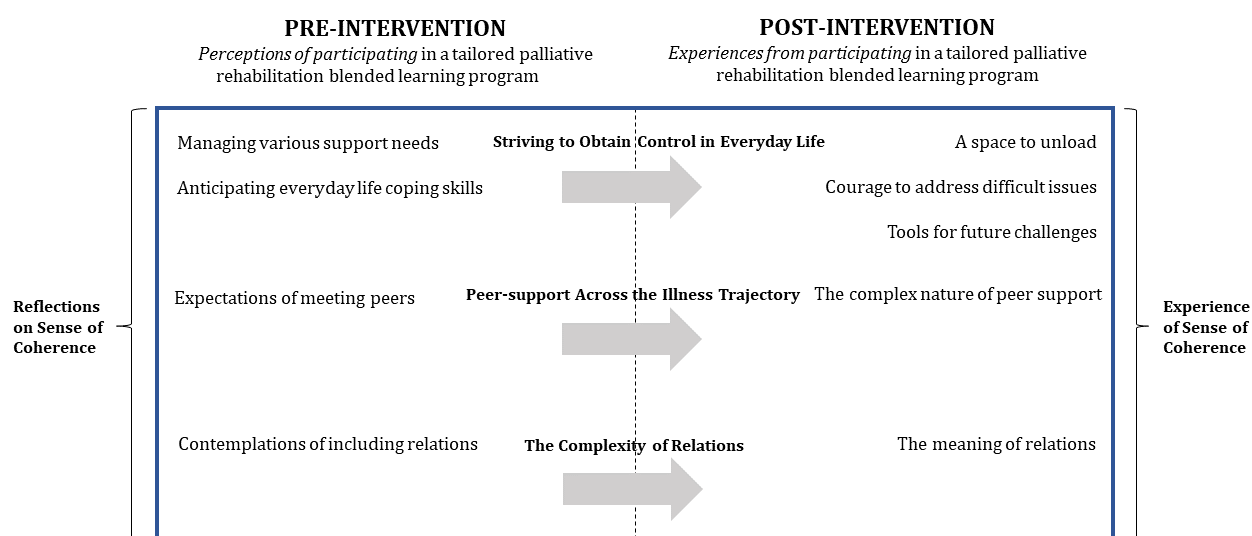 PRE-INTERVENTION
Perceptions of participating in a tailored palliative
rehabilitation blended learning program
POST-INTERVENTION
Experiences from participating in a tailored palliative
rehabilitation blended learning program
Reflections
on Sense of
Coherence
Managing various support needs
Anticipating everyday life coping skills
Striving to Obtain Control in Everyday Life
A space to unload
Courage to address difficult issues
Tools for future challenges
Expectations of meeting peers
Peer-support Across the Illness Trajectory
The complex nature of peer support
Contemplations of including relations
The Complexity of Relations
The meaning of relations
Experience
of Sense of
Coherence